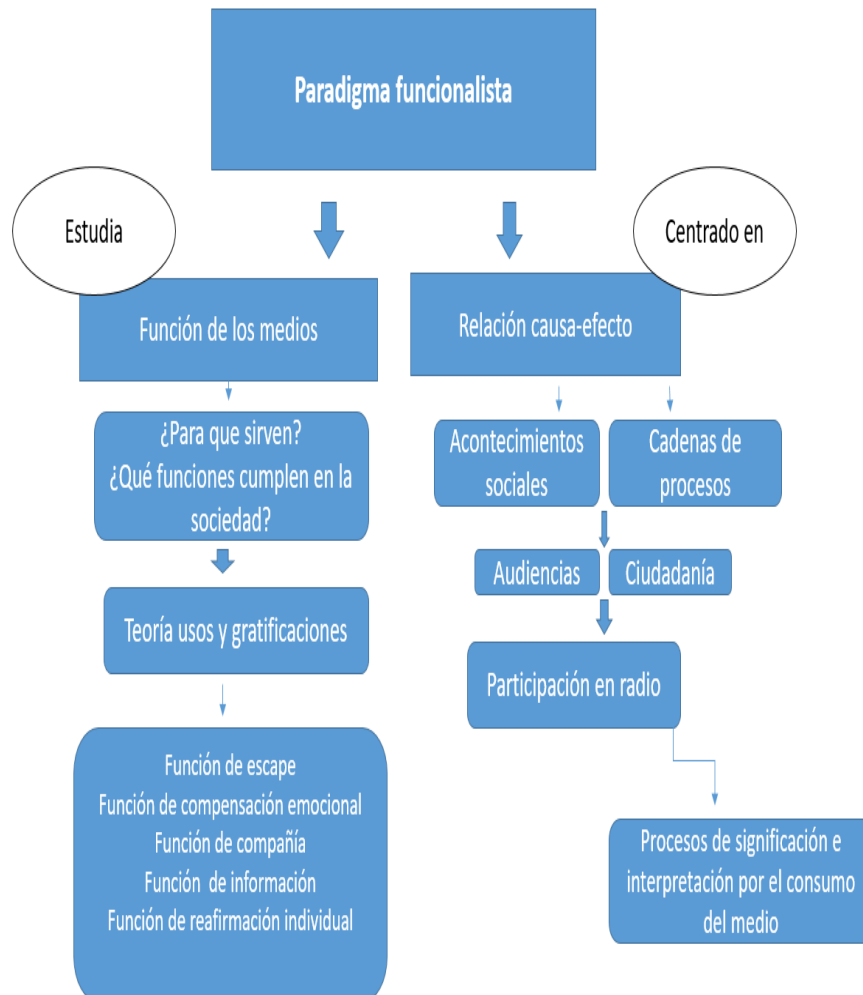 Paradigma funcionalista
Estudia
Centrado en
Función de los medios
Relación causa-efecto
¿Para que sirven?
¿Qué funciones cumplen en la
sociedad?
Acontecimientos
sociales
Cadenas de
procesos
Audiencias
Ciudadanía
Teoría usos y gratificaciones
Participación en radio
Función de escape
Función de compensación emocional
Función de compañía
Función de información
Función de reafirmación individual
Procesos de significación e
interpretación por el consumo
del medio